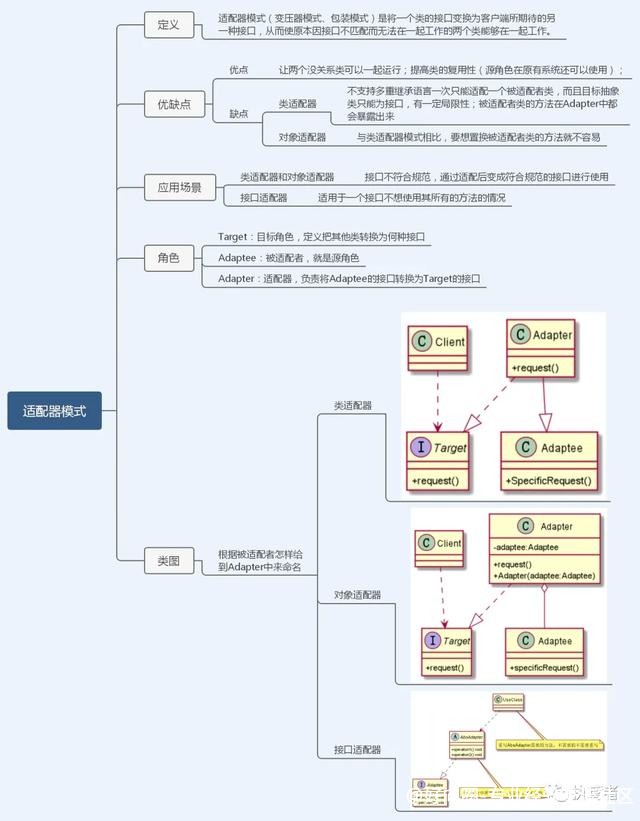 适配器模式
定义
适配器模式（变压器模式、包装模式）是将一个类的接口变换为客户端所期待的另
一种接口，从而使原本因接口不匹配而无法在一起工作的两个类能够在一起工作。
优缺点
优点
让两个没关系类可以一起运行；提高类的复用性（源角色在原有系统还可以使用）；
缺点
类适配器
不支持多重继承语言一次只能适配一个被适配者类，而且目标抽象
类只能为接口，有一定局限性；被适配者类的方法在Adapter中都
会暴露出来
对象适配器
与类适配器模式相比，要想置换被适配者类的方法就不容易
应用场景
类适配器和对象适配器
接口不符合规范，通过适配后变成符合规范的接口进行使用
接口适配器
适用于一个接口不想使用其所有的方法的情况
角色
Target：目标角色，定义把其他类转换为何种接口
Adaptee：被适配者，就是源角色
Adapter：适配器，负责将Adaptee的接口转换为Target的接口
类图
根据被适配者怎样给
到Adapter中来命名
类适配器
C Client
C Adapter
+request()
I Target
+request()
C Adaptee
+SpecificRequest()
对象适配器
C Client
C Adapter
-adaptee:Adaptee
+request()
+Adapter(adaptee:Adaptee)
I Target
+request()
C Adaptee
+specificRequest()
接口适配器
C UseClass
A AbsAdapter
+operation1() void
+operation2() void
I Adaptee